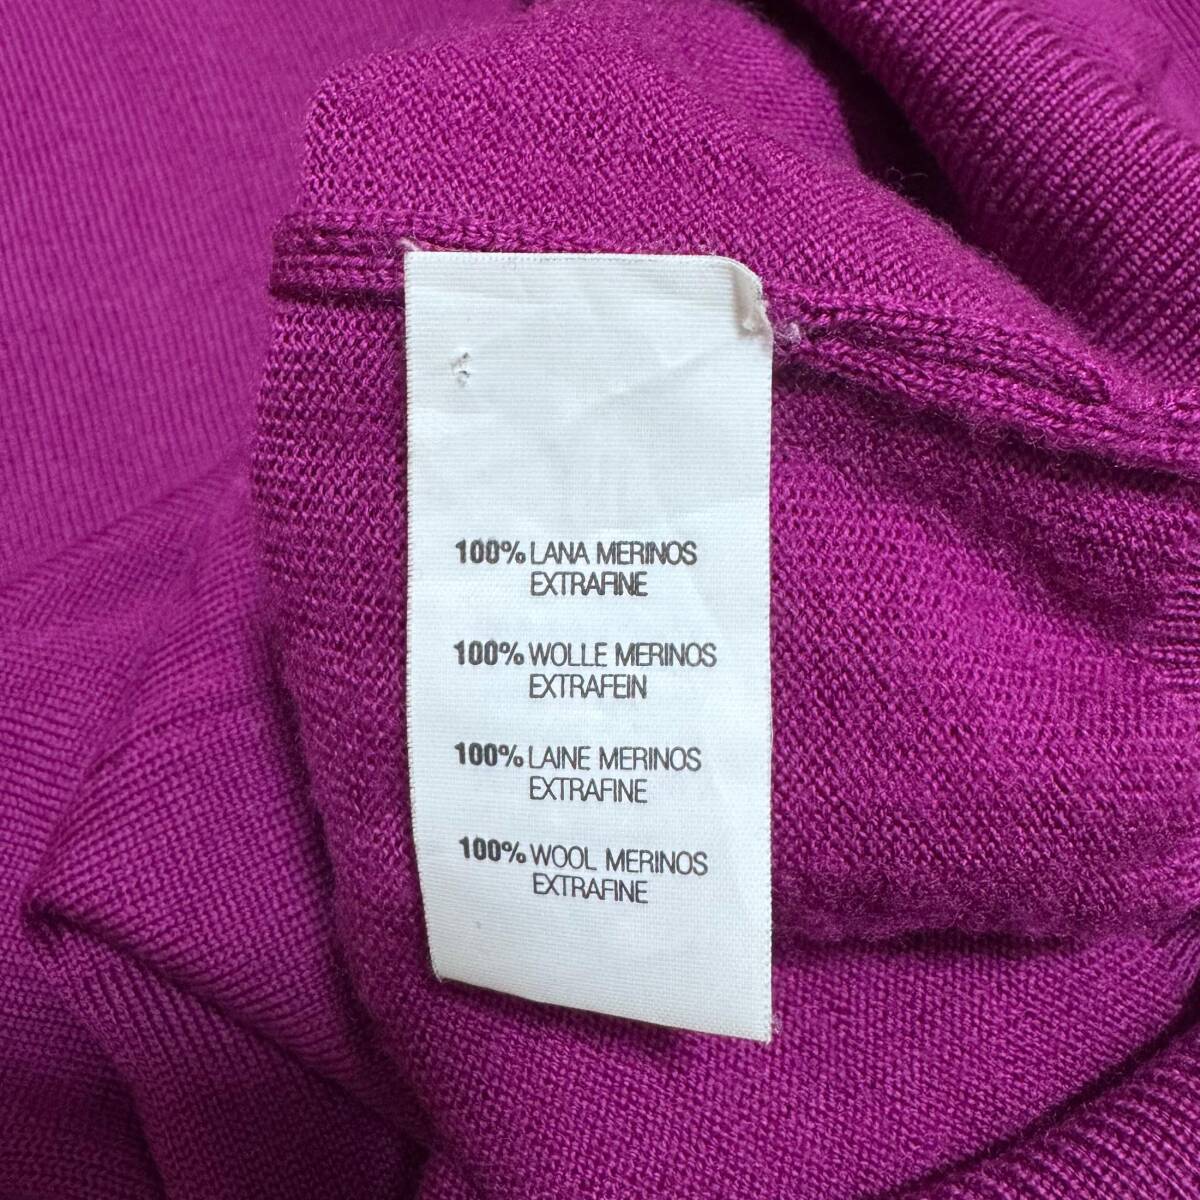 100% LANA MERINOS
EXTRAFINE
100% WOLLE MERINOS
EXTRAFEIN
100% LAINE MERINOS
EXTRAFINE
100% WOOL MERINOS
EXTRAFINE